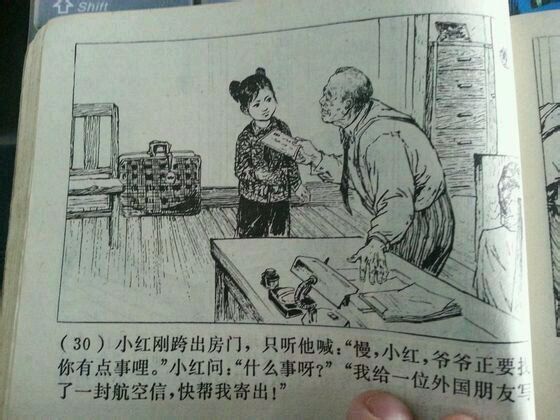 Shift
(30) 小红刚跨出房门，只听他喊：“慢，小红，爷爷正要找
你有点事哩。”小红问：“什么事呀？”“我给一位外国朋友写
了一封航空信，快帮我寄出！”